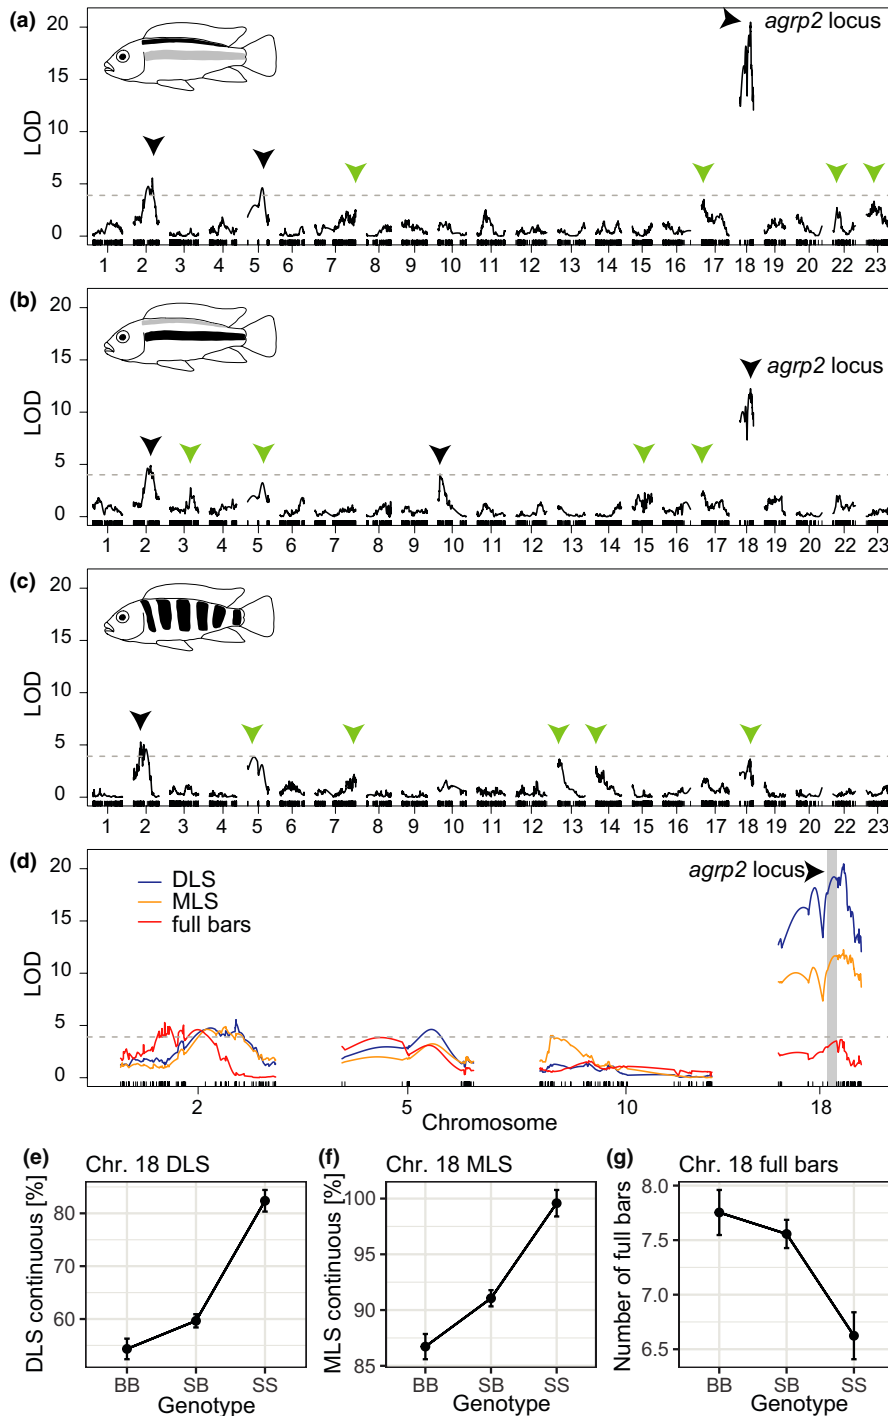 (a)
agrp2 locus
LOD
20
15
10
5
0
1 2 3 4 5 6 7 8 9 10 11 12 13 14 15 16 17 18 19 20 22 23
(b)
agrp2 locus
LOD
20
15
10
5
0
1 2 3 4 5 6 7 8 9 10 11 12 13 14 15 16 17 18 19 20 22 23
(c)
LOD
20
15
10
5
0
1 2 3 4 5 6 7 8 9 10 11 12 13 14 15 16 17 18 19 20 22 23
(d)
agrp2 locus
DLS
MLS
full bars
LOD
20
15
10
5
0
2 5 10 18
Chromosome
(e)
Chr. 18 DLS
DLS continuous [%]
80
70
60
BB SB SS
Genotype
(f)
Chr. 18 MLS
MLS continuous [%]
100
95
90
85
BB SB SS
Genotype
(g)
Chr. 18 full bars
Number of full bars
8.0
7.5
7.0
6.5
BB SB SS
Genotype